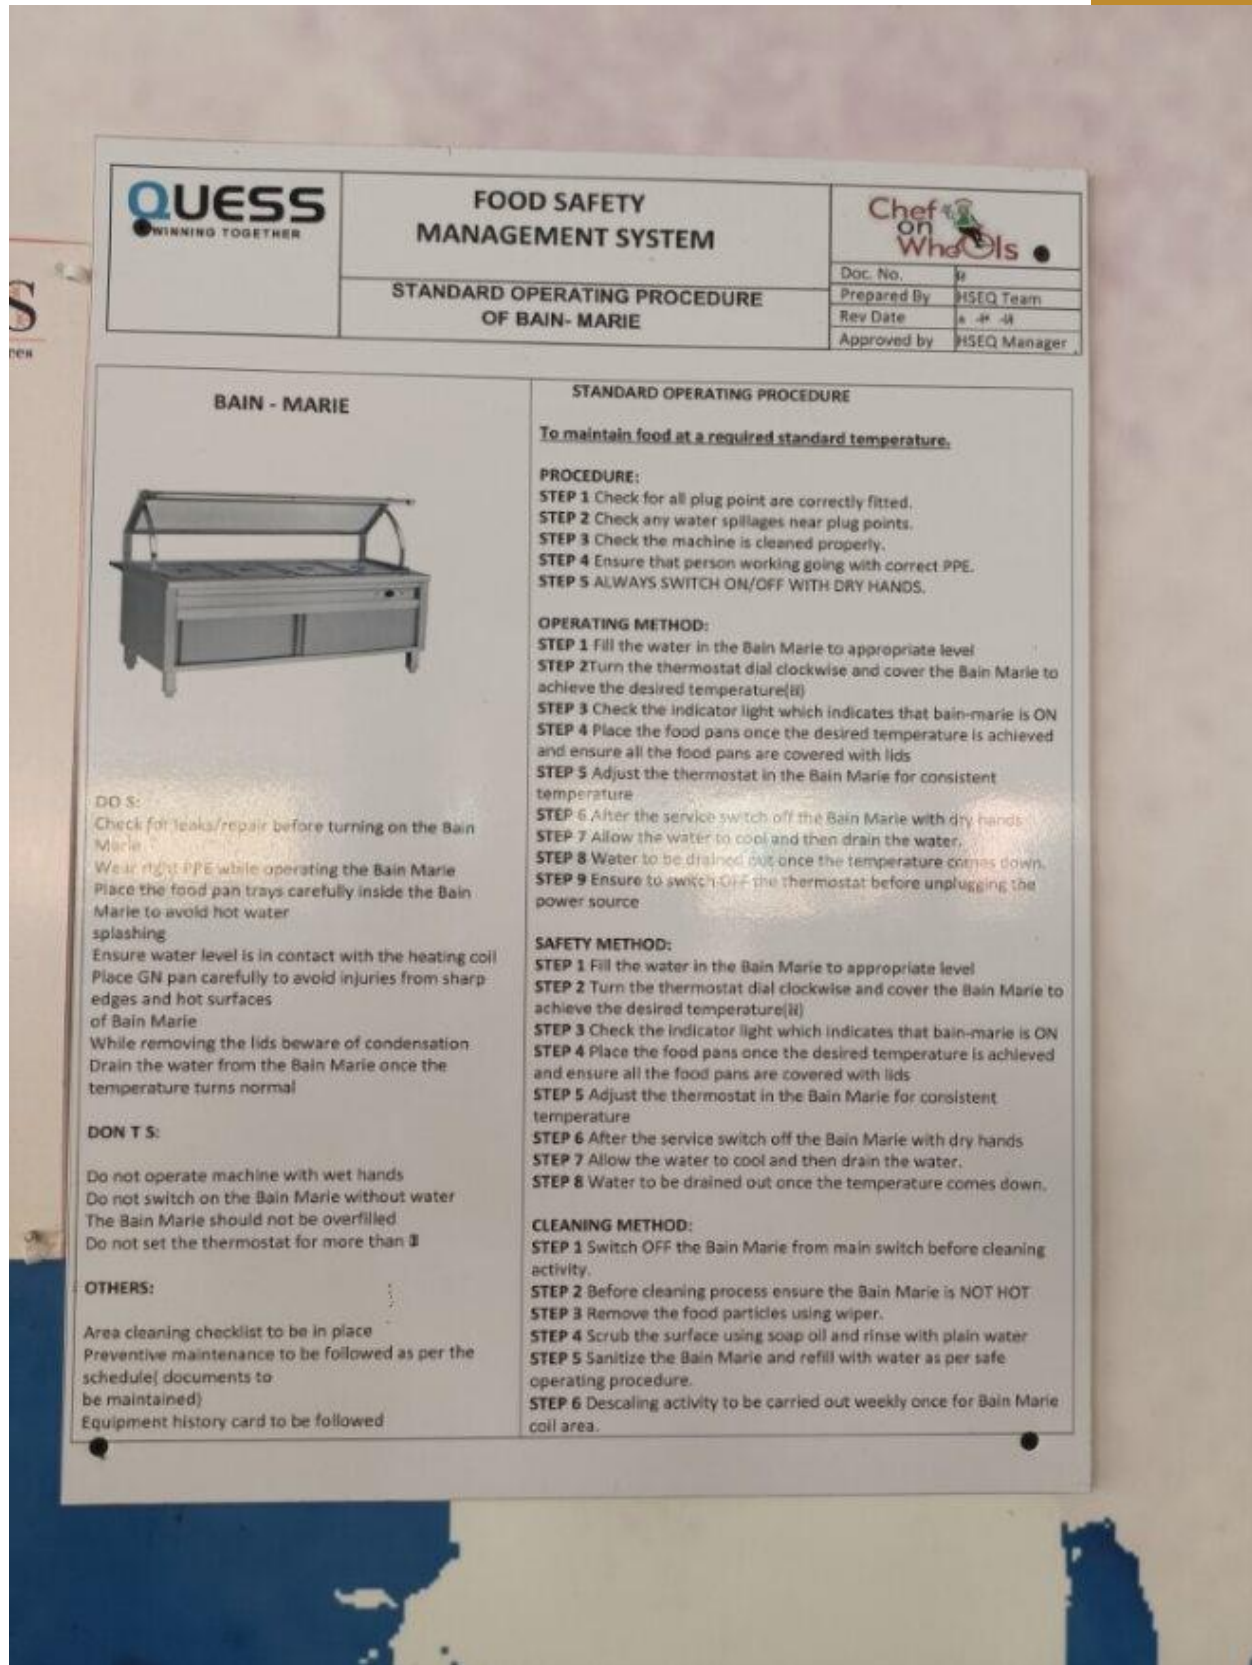 QUESS
WINNING TOGETHER
FOOD SAFETY
MANAGEMENT SYSTEM
STANDARD OPERATING PROCEDURE
OF BAIN- MARIE
Chef
on
Wheels
Doc. No.
Prepared By HSEQ Team
Rev Date
Approved by HSEQ Manager
S
ces
BAIN - MARIE
DO S:
Check for leaks/repair before turning on the Bain
Marie
Wear right PPE while operating the Bain Marie
Place the food pan trays carefully inside the Bain
Marie to avoid hot water
splashing
Ensure water level is in contact with the heating coil
Place GN pan carefully to avoid injuries from sharp
edges and hot surfaces
of Bain Marie
While removing the lids beware of condensation
Drain the water from the Bain Marie once the
temperature turns normal
DON T S:
Do not operate machine with wet hands
Do not switch on the Bain Marie without water
The Bain Marie should not be overfilled
Do not set the thermostat for more than
OTHERS:
Area cleaning checklist to be in place
Preventive maintenance to be followed as per the
schedule( documents to
be maintained)
Equipment history card to be followed
STANDARD OPERATING PROCEDURE
To maintain food at a required standard temperature.
PROCEDURE:
STEP 1 Check for all plug point are correctly fitted.
STEP 2 Check any water spillages near plug points.
STEP 3 Check the machine is cleaned properly.
STEP 4 Ensure that person working going with correct PPE.
STEP 5 ALWAYS SWITCH ON/OFF WITH DRY HANDS.
OPERATING METHOD:
STEP 1 Fill the water in the Bain Marie to appropriate level
STEP 2Turn the thermostat dial clockwise and cover the Bain Marie to
achieve the desired temperature
STEP 3 Check the indicator light which indicates that bain-marie is ON
STEP 4 Place the food pans once the desired temperature is achieved
and ensure all the food pans are covered with lids
STEP 5 Adjust the thermostat in the Bain Marie for consistent
temperature
STEP 6 After the service switch off the Bain Marie with dry hands
STEP 7 Allow the water to cool and then drain the water.
STEP 8 Water to be drained out once the temperature comes down.
STEP 9 Ensure to switch OFF the thermostat before unplugging the
power source
SAFETY METHOD:
STEP 1 Fill the water in the Bain Marie to appropriate level
STEP 2 Turn the thermostat dial clockwise and cover the Bain Marie to
achieve the desired temperature
STEP 3 Check the indicator light which indicates that bain-marie is ON
STEP 4 Place the food pans once the desired temperature is achieved
and ensure all the food pans are covered with lids
STEP 5 Adjust the thermostat in the Bain Marie for consistent
temperature
STEP 6 After the service switch off the Bain Marie with dry hands
STEP 7 Allow the water to cool and then drain the water.
STEP 8 Water to be drained out once the temperature comes down.
CLEANING METHOD:
STEP 1 Switch OFF the Bain Marie from main switch before cleaning
activity.
STEP 2 Before cleaning process ensure the Bain Marie is NOT HOT
STEP 3 Remove the food particles using wiper.
STEP 4 Scrub the surface using soap oil and rinse with plain water
STEP 5 Sanitize the Bain Marie and refill with water as per safe
operating procedure.
STEP 6 Descaling activity to be carried out weekly once for Bain Marie
coil area.